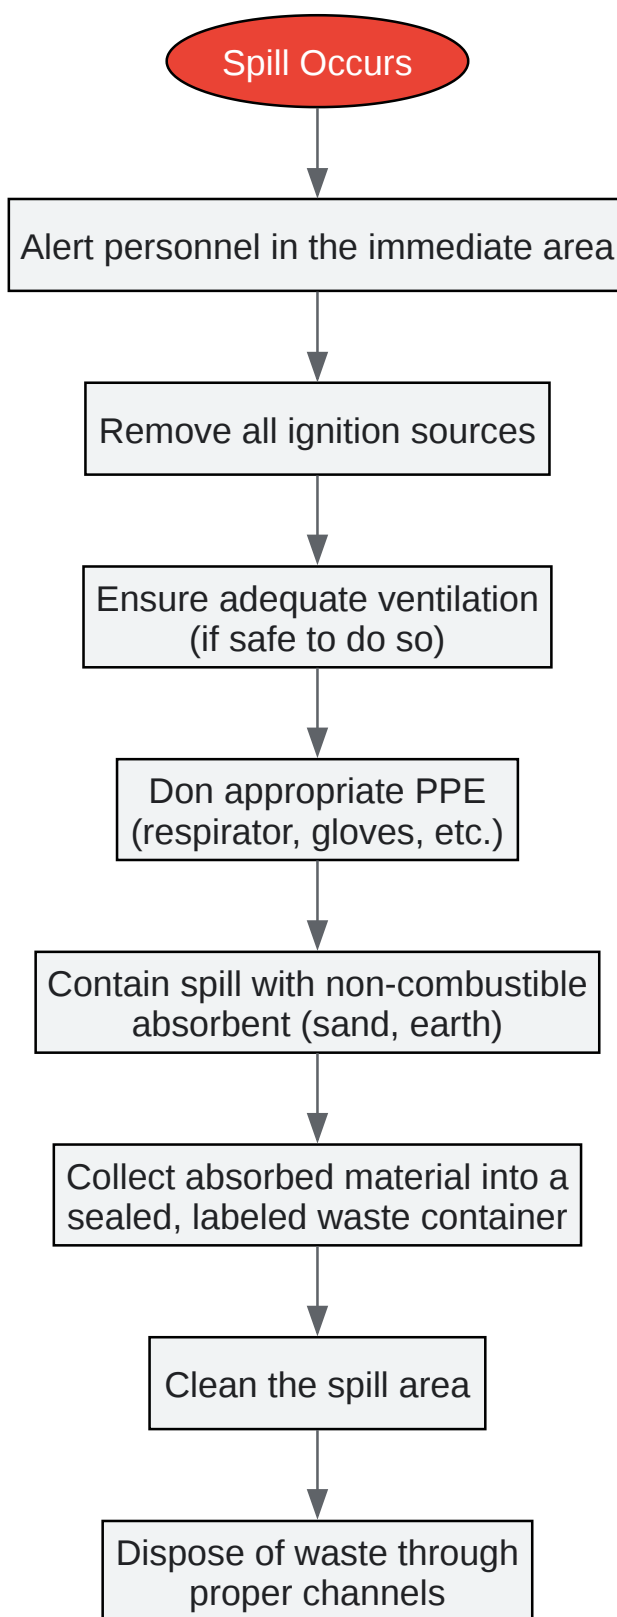 Spill Occurs
Alert personnel in the immediate area
Remove all ignition sources
Ensure adequate ventilation
(if safe to do so)
Don appropriate PPE
(respirator, gloves, etc.)
Contain spill with non-combustible
absorbent (sand, earth)
Collect absorbed material into a
sealed, labeled waste container
Clean the spill area
Dispose of waste through
proper channels